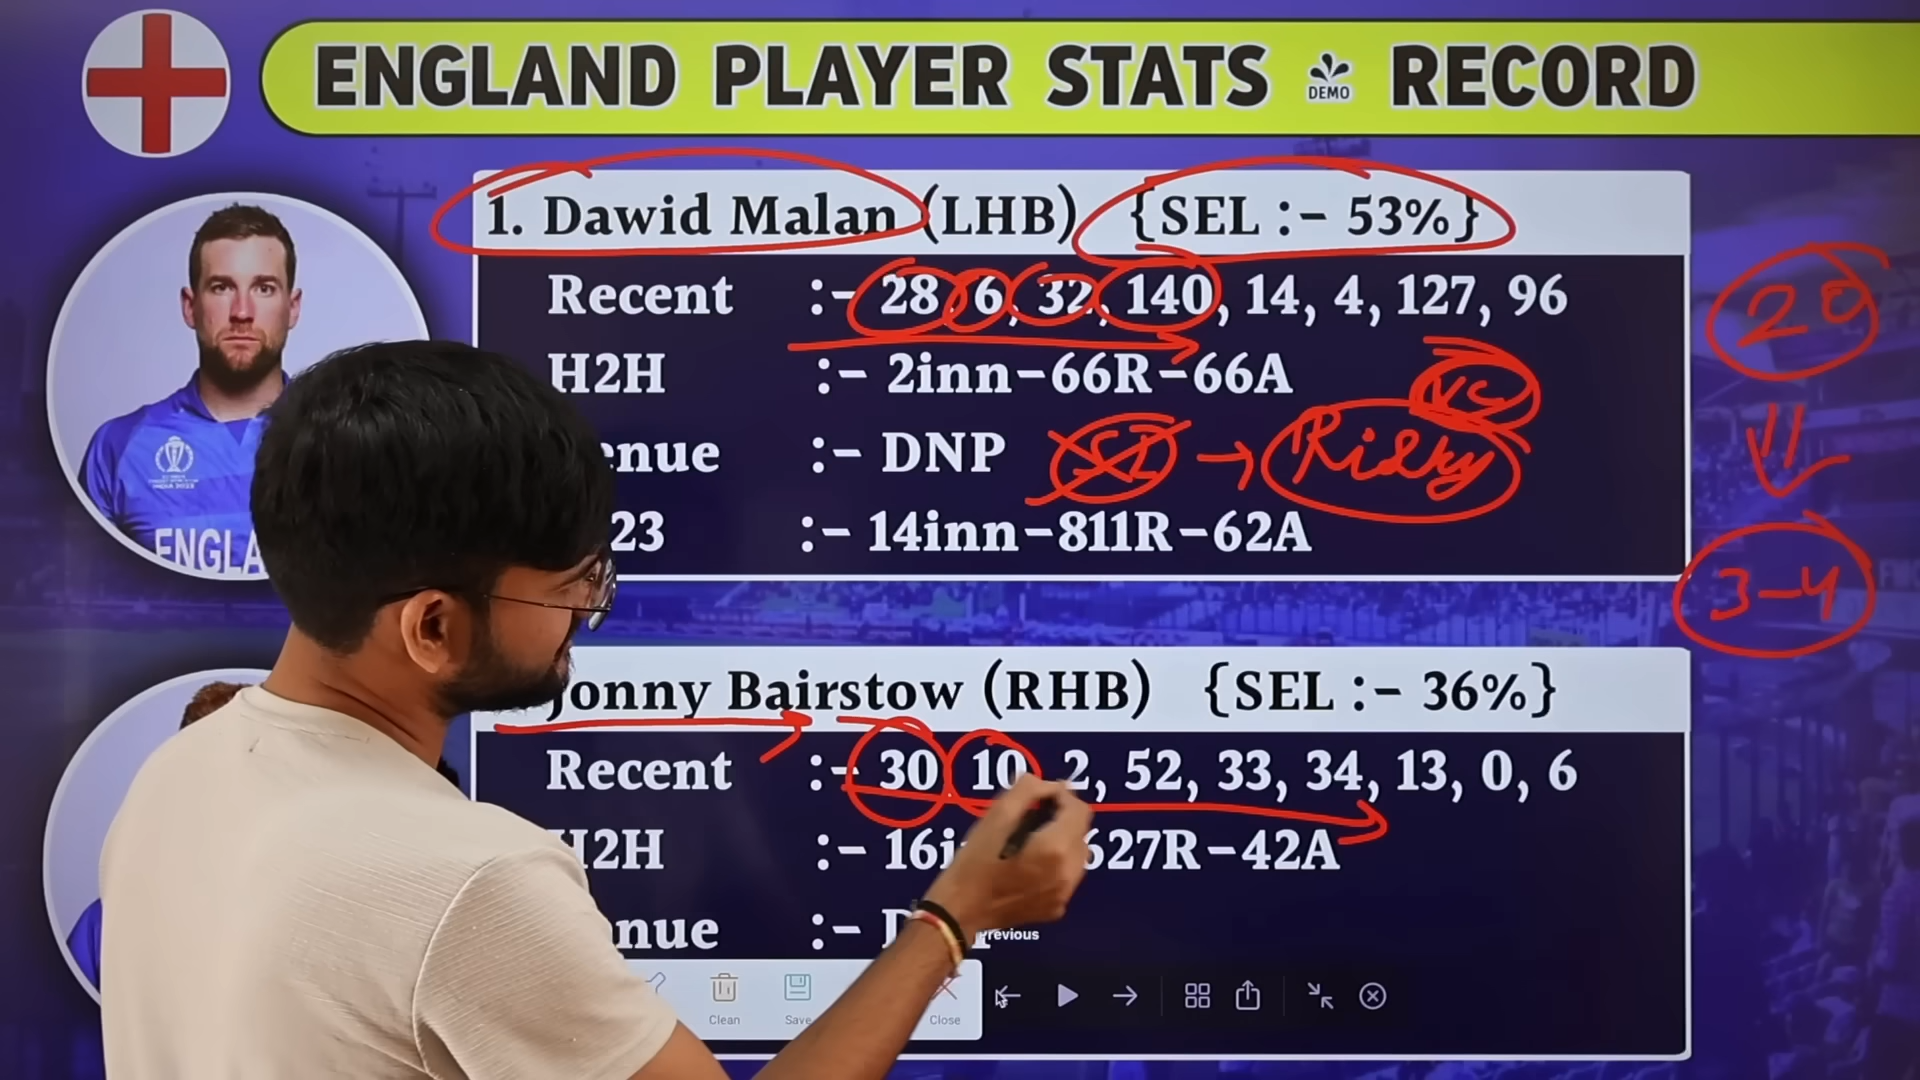 ENGLAND PLAYER STATS DEMO RECORD
1. Dawid Malan (LHB) {SEL :- 53%}
Recent :- 28, 6, 32, 140, 14, 4, 127, 96
20
H2H :- 2inn-66R-66A
VC
enue :- DNP
Risky
23 :- 14inn-811R-62A
3-4
ENGLA
Jonny Bairstow (RHB) {SEL :- 36%}
Recent :- 30, 10, 2, 52, 33, 34, 13, 0, 6
H2H :- 16i 627R-42A
nue :- D
Previous
Clean Save Close